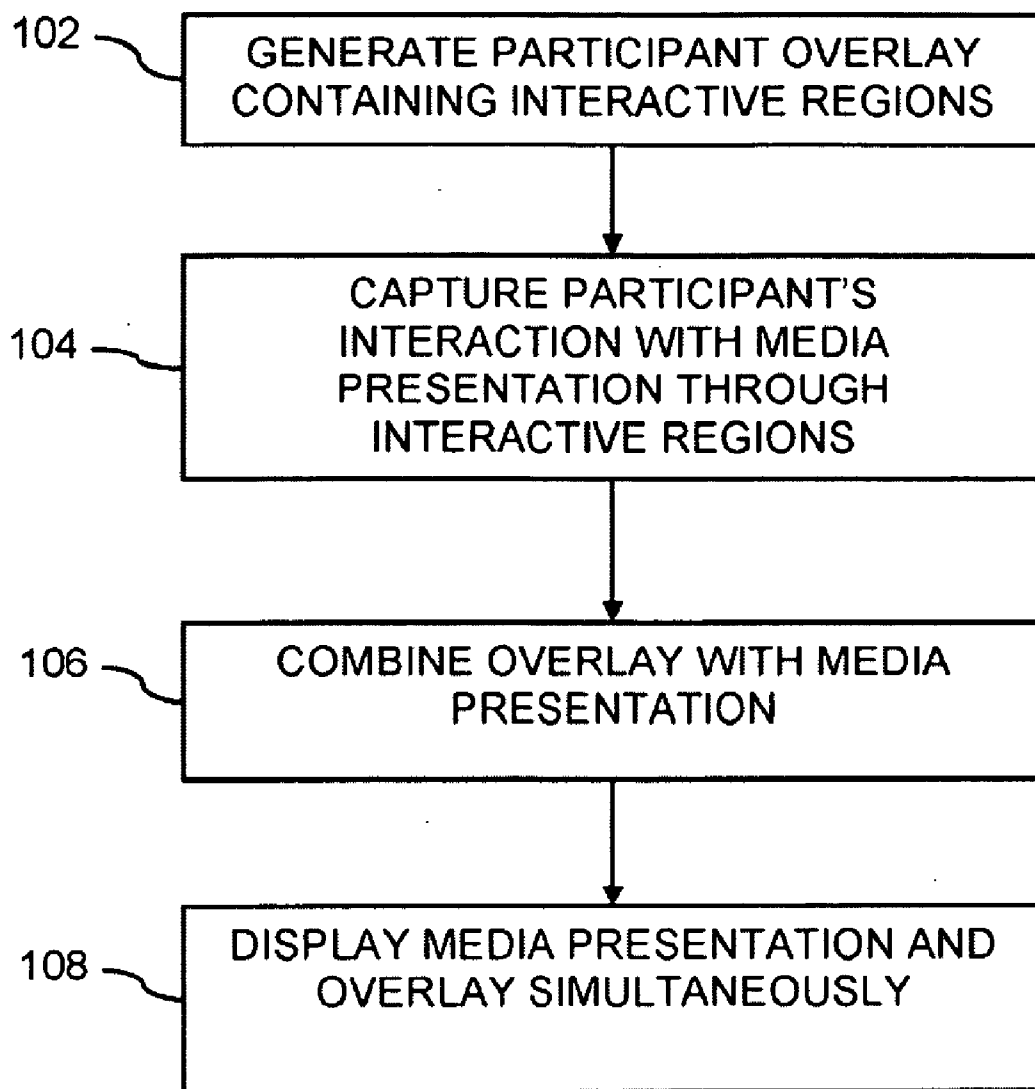 102
GENERATE PARTICIPANT OVERLAY
CONTAINING INTERACTIVE REGIONS
104
CAPTURE PARTICIPANT'S
INTERACTION WITH MEDIA
PRESENTATION THROUGH
INTERACTIVE REGIONS
106
COMBINE OVERLAY WITH MEDIA
PRESENTATION
108
DISPLAY MEDIA PRESENTATION AND
OVERLAY SIMULTANEOUSLY